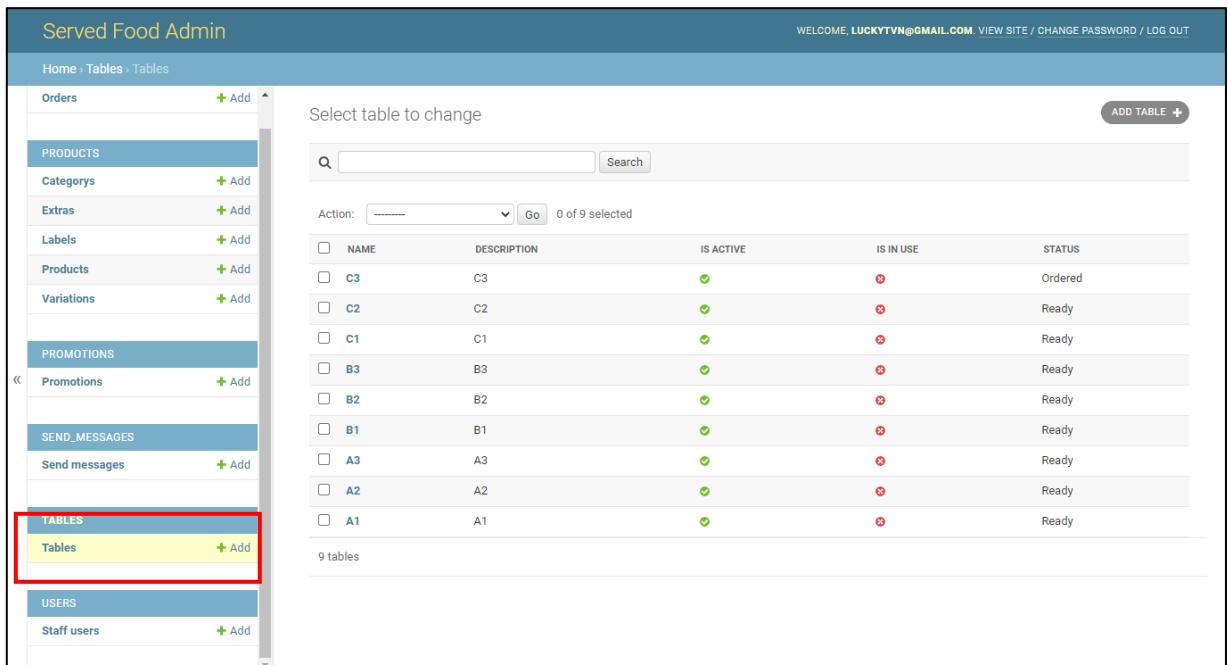 Served Food Admin
WELCOME, LUCKYTVN@GMAIL.COM. VIEW SITE / CHANGE PASSWORD / LOG OUT
Home › Tables › Tables
Orders + Add
PRODUCTS
Categorys + Add
Extras + Add
Labels + Add
Products + Add
Variations + Add
PROMOTIONS
« Promotions + Add
SEND_MESSAGES
Send messages + Add
TABLES
Tables + Add
USERS
Staff users + Add
Select table to change
ADD TABLE +
Search
Action: --------- Go 0 of 9 selected
NAME DESCRIPTION IS ACTIVE IS IN USE STATUS
C3 C3 Ordered
C2 C2 Ready
C1 C1 Ready
B3 B3 Ready
B2 B2 Ready
B1 B1 Ready
A3 A3 Ready
A2 A2 Ready
A1 A1 Ready
9 tables